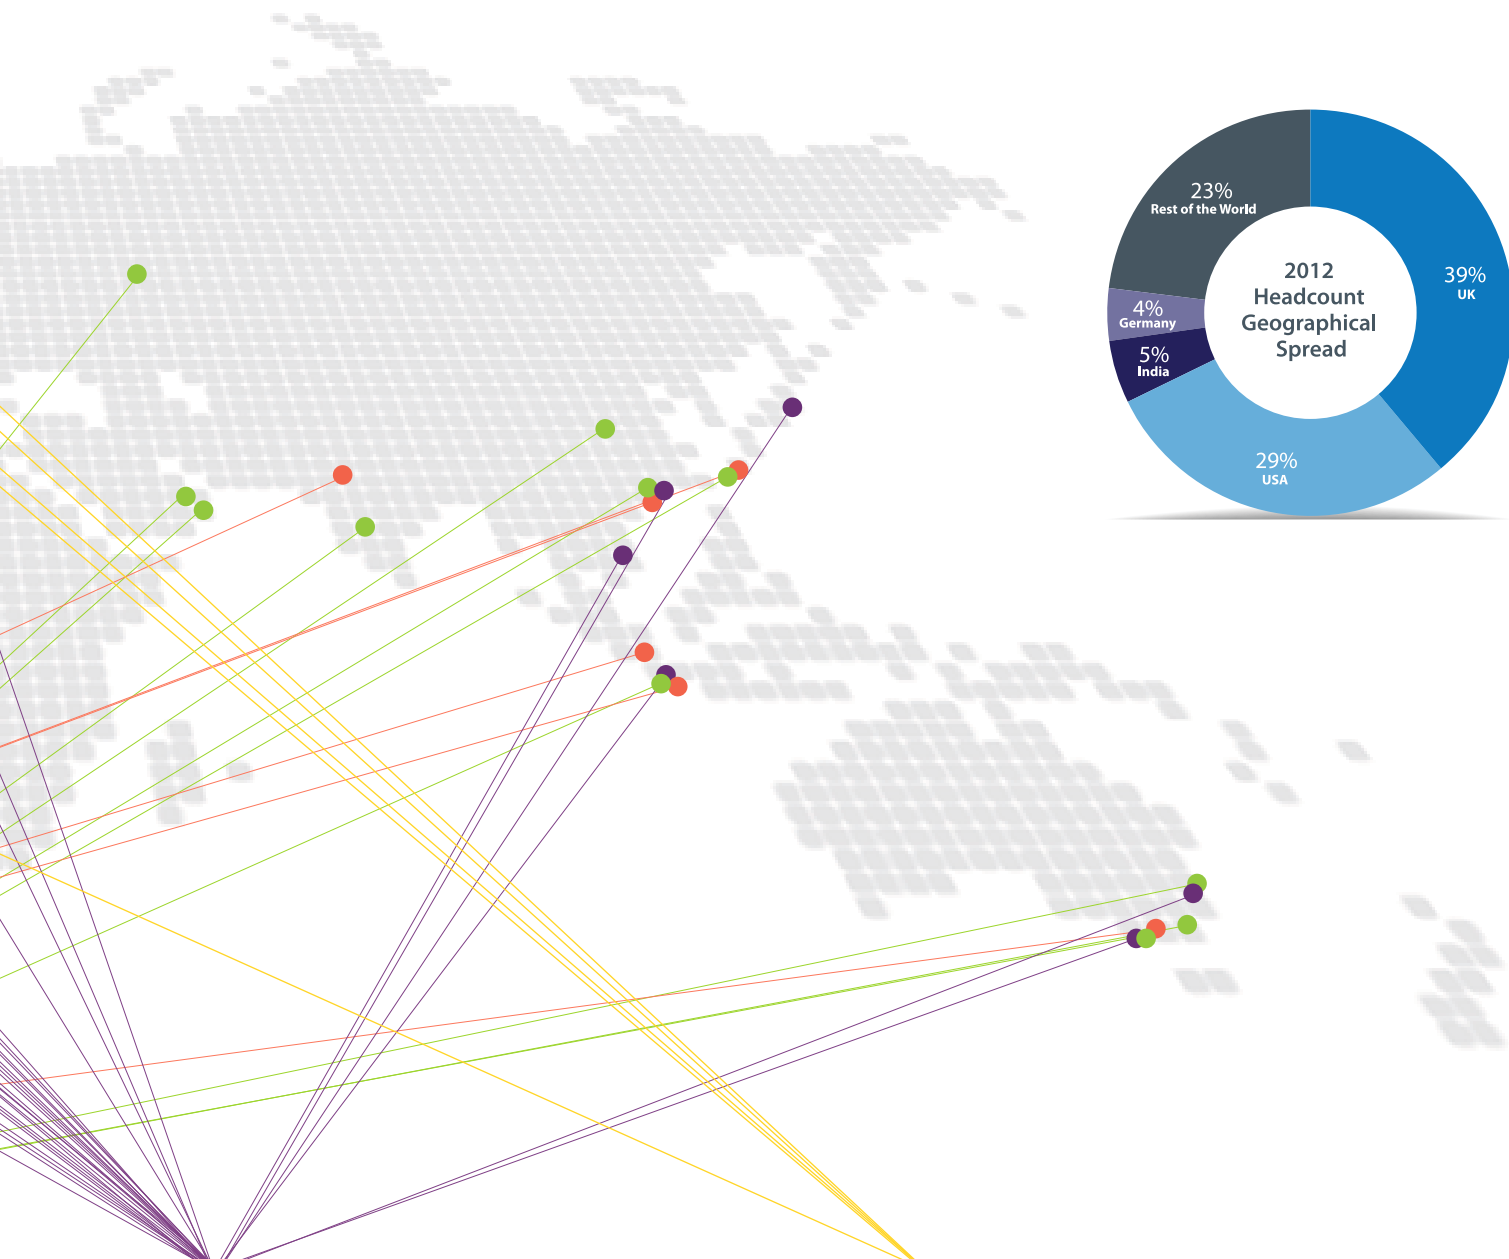 23%
Rest of the World
39%
UK
2012
Headcount
Geographical
Spread
4%
Germany
5%
India
29%
USA